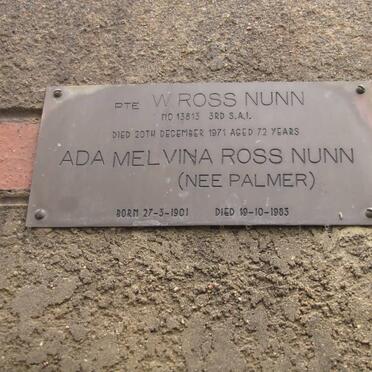 PTE W ROSS NUNN
NO 13813 3RD S.A.I.
DIED 20TH DECEMBER 1971 AGED 72 YEARS
ADA MELVINA ROSS NUNN
(NEE PALMER)
BORN 27-3-1901 DIED 19-10-1983